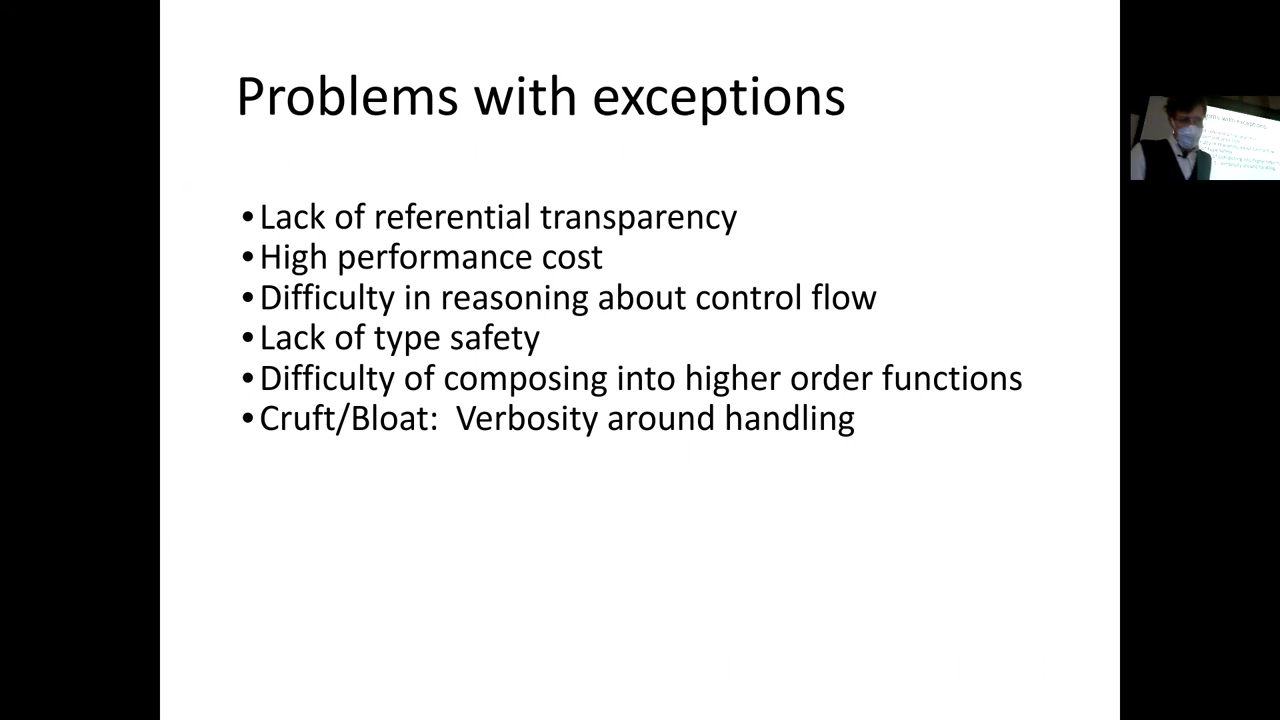 Problems with exceptions
•Lack of referential transparency
•High performance cost
•Difficulty in reasoning about control flow
•Lack of type safety
•Difficulty of composing into higher order functions
•Cruft/Bloat:  Verbosity around handling